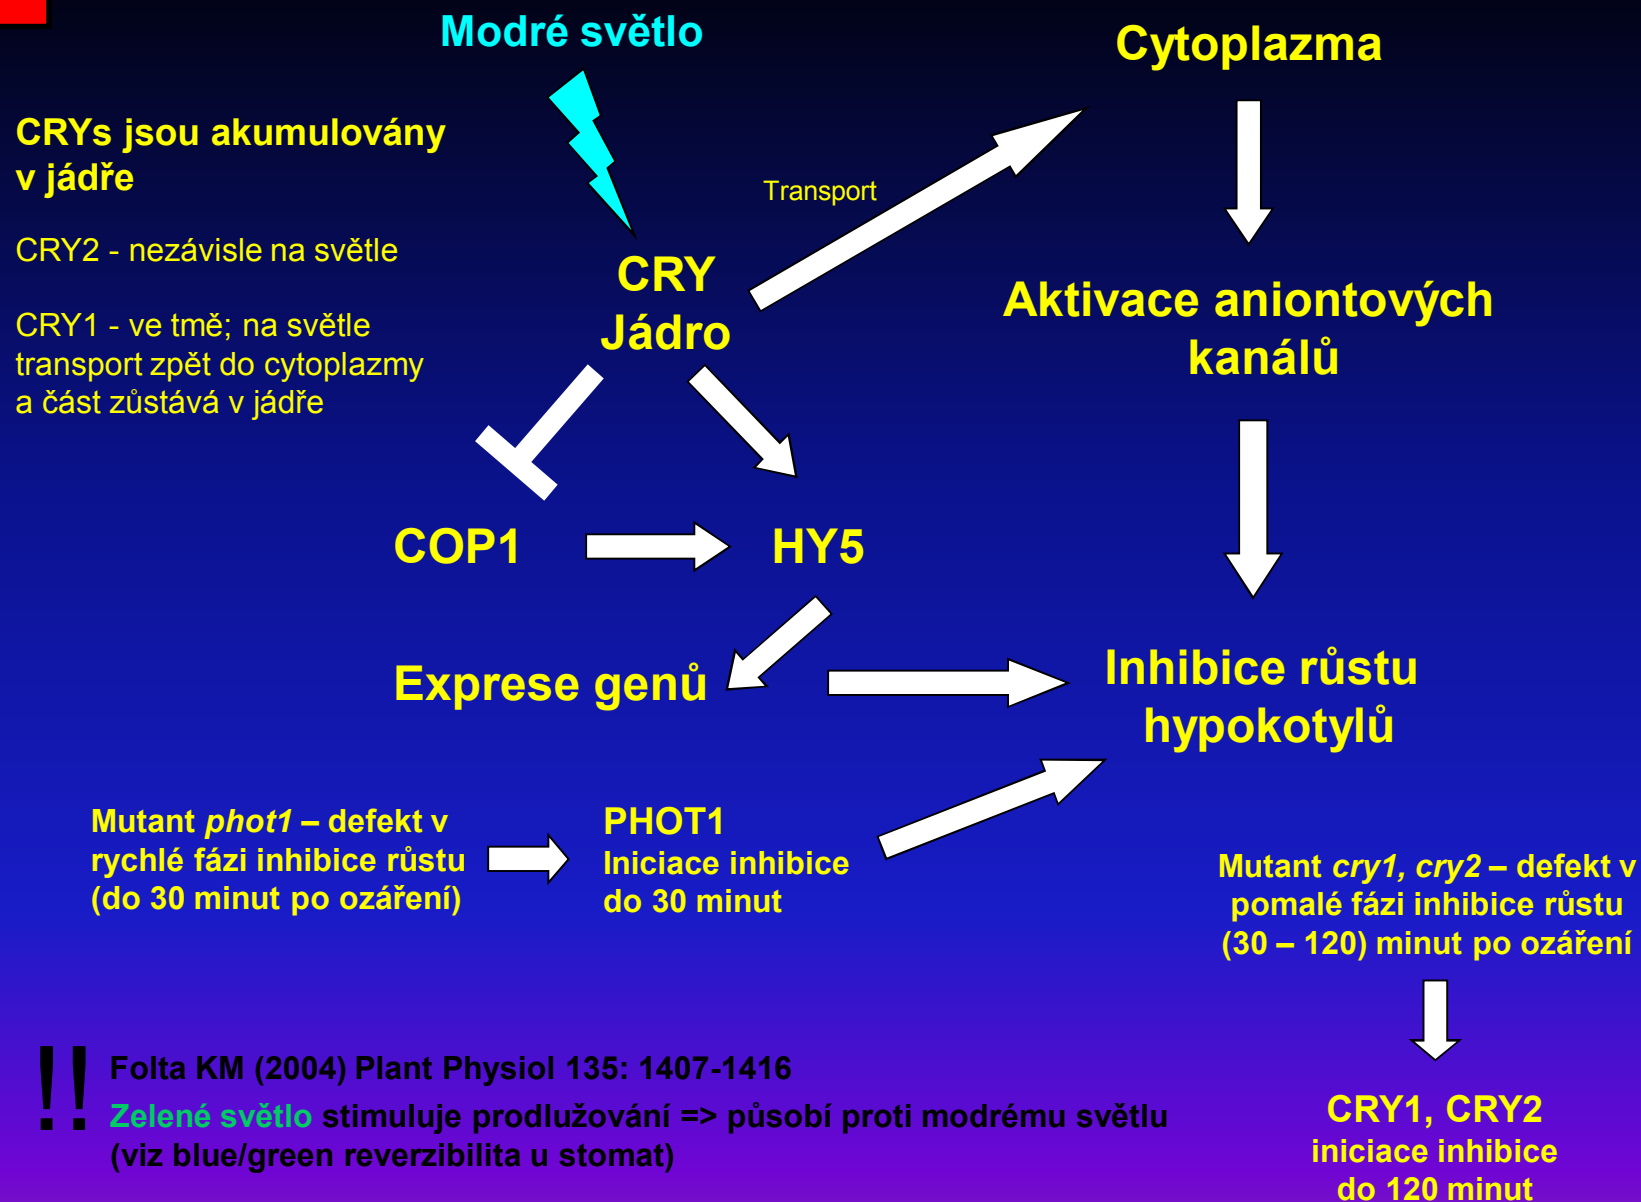 Modré světlo
Cytoplazma
CRYs jsou akumulovány
v jádře
CRY2 - nezávisle na světle
CRY1 - ve tmě; na světle
transport zpět do cytoplazmy
a část zůstává v jádře
Transport
CRY
Jádro
Aktivace aniontových
kanálů
COP1
HY5
Exprese genů
Inhibice růstu
hypokotylů
Mutant phot1 – defekt v
rychlé fázi inhibice růstu
(do 30 minut po ozáření)
PHOT1
Iniciace inhibice
do 30 minut
Mutant cry1, cry2 – defekt v
pomalé fázi inhibice růstu
(30 – 120) minut po ozáření
CRY1, CRY2
iniciace inhibice
do 120 minut
!!
Folta KM (2004) Plant Physiol 135: 1407-1416
Zelené světlo stimuluje prodlužování => působí proti modrému světlu
(viz blue/green reverzibilita u stomat)